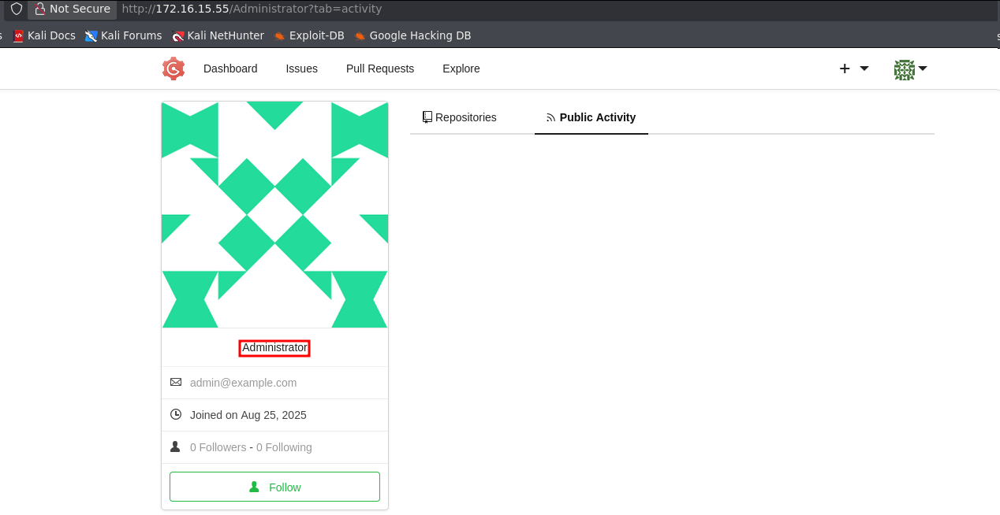 Not Secure http://172.16.15.55/Administrator?tab=activity
s Kali Docs Kali Forums Kali NetHunter Exploit-DB Google Hacking DB s
Dashboard Issues Pull Requests Explore
Repositories Public Activity
Administrator
admin@example.com
Joined on Aug 25, 2025
0 Followers - 0 Following
Follow